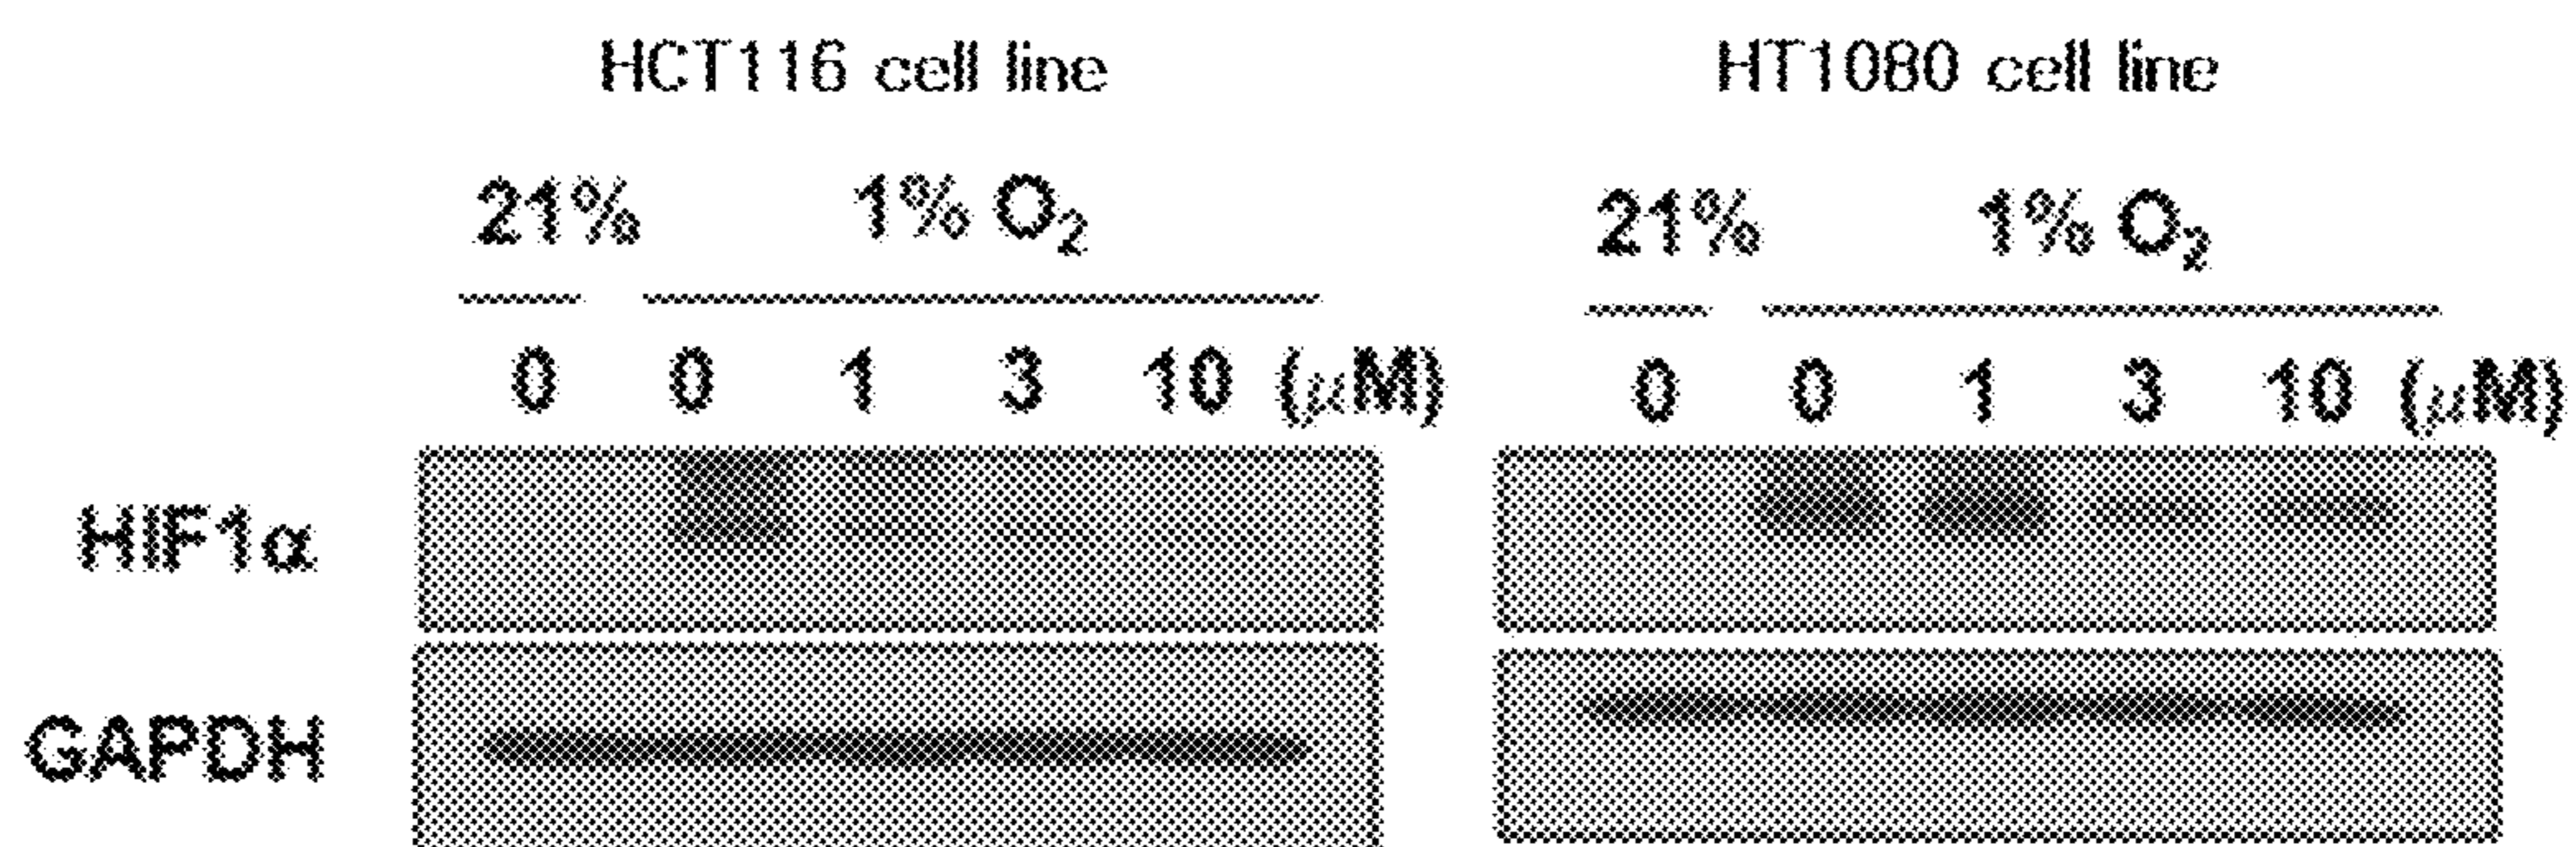 HCT116 cell line HT1080 cell line
21% 1% O₂ 21% 1% O₂
0 0 1 3 10 (μM) 0 0 1 3 10 (μM)
HIF1α
GAPDH